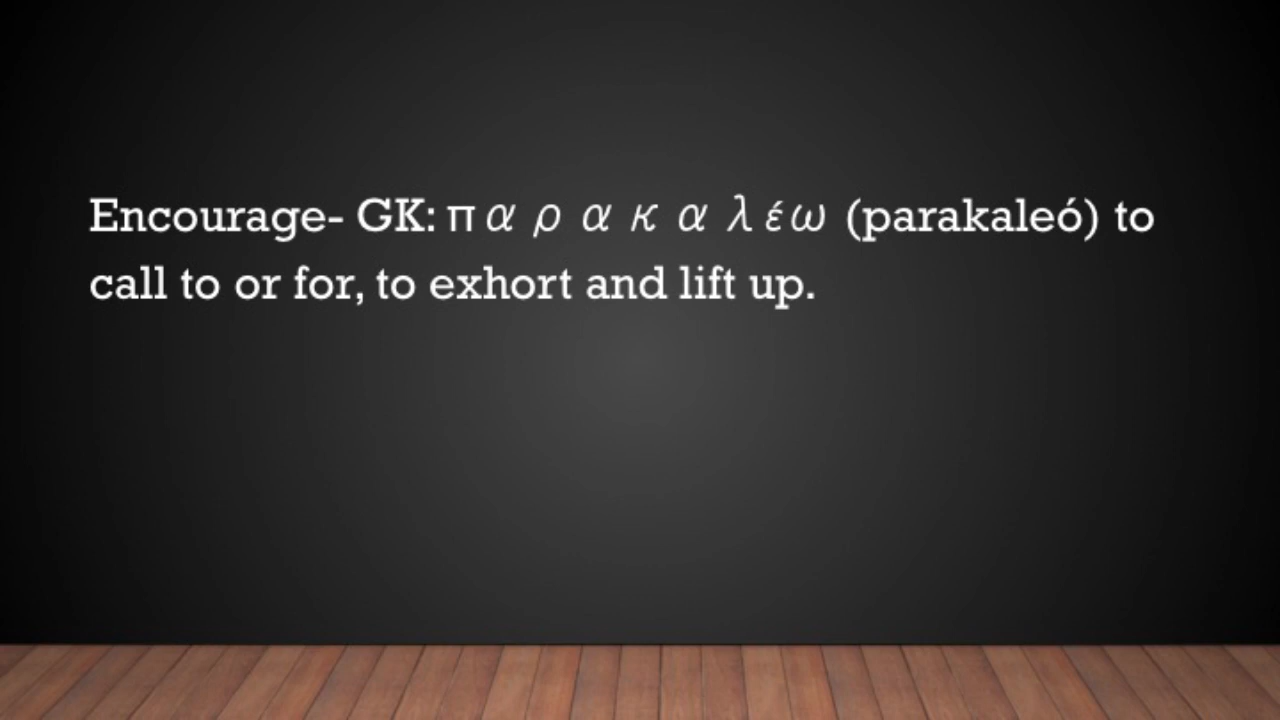 Encourage- GK: παρακαλέω (parakaleó) to
call to or for, to exhort and lift up.